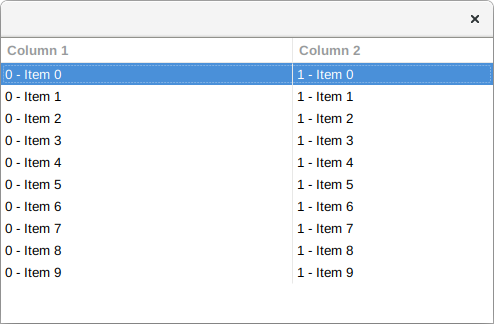 Column 1 Column 2
0 - Item 0 1 - Item 0
0 - Item 1 1 - Item 1
0 - Item 2 1 - Item 2
0 - Item 3 1 - Item 3
0 - Item 4 1 - Item 4
0 - Item 5 1 - Item 5
0 - Item 6 1 - Item 6
0 - Item 7 1 - Item 7
0 - Item 8 1 - Item 8
0 - Item 9 1 - Item 9